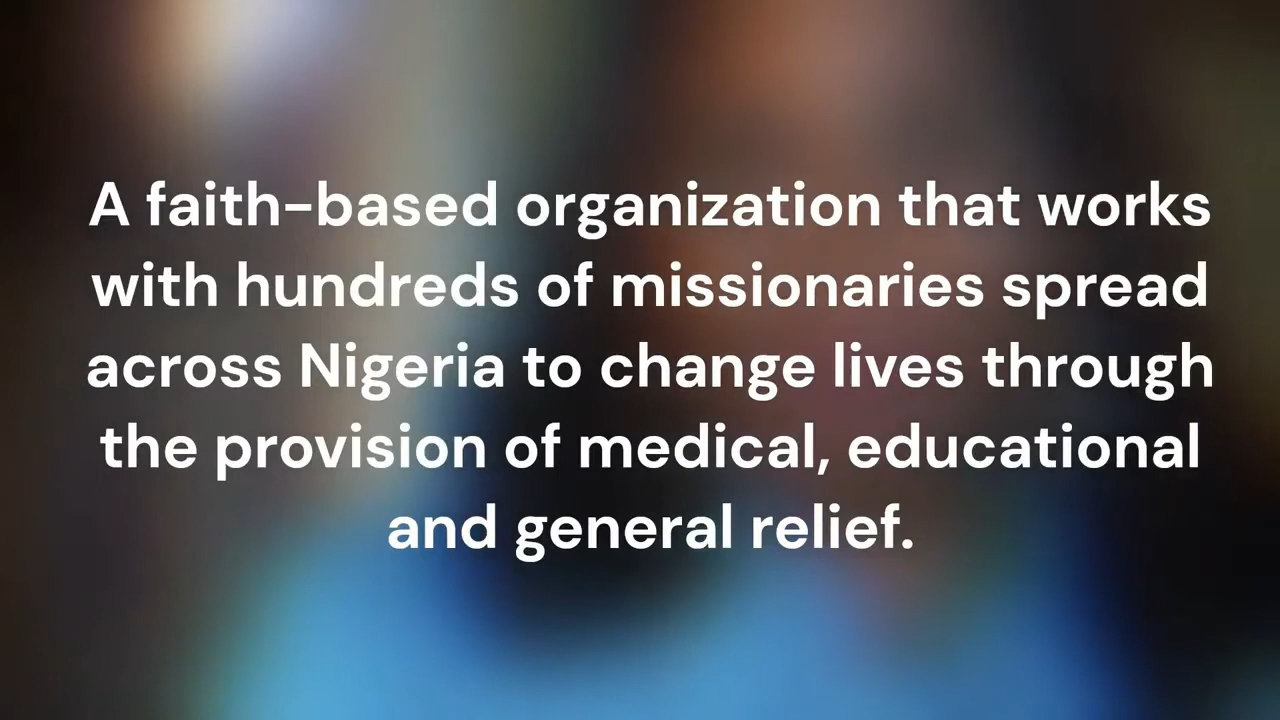 A faith-based organization that works
with hundreds of missionaries spread
across Nigeria to change lives through
the provision of medical, educational
and general relief.